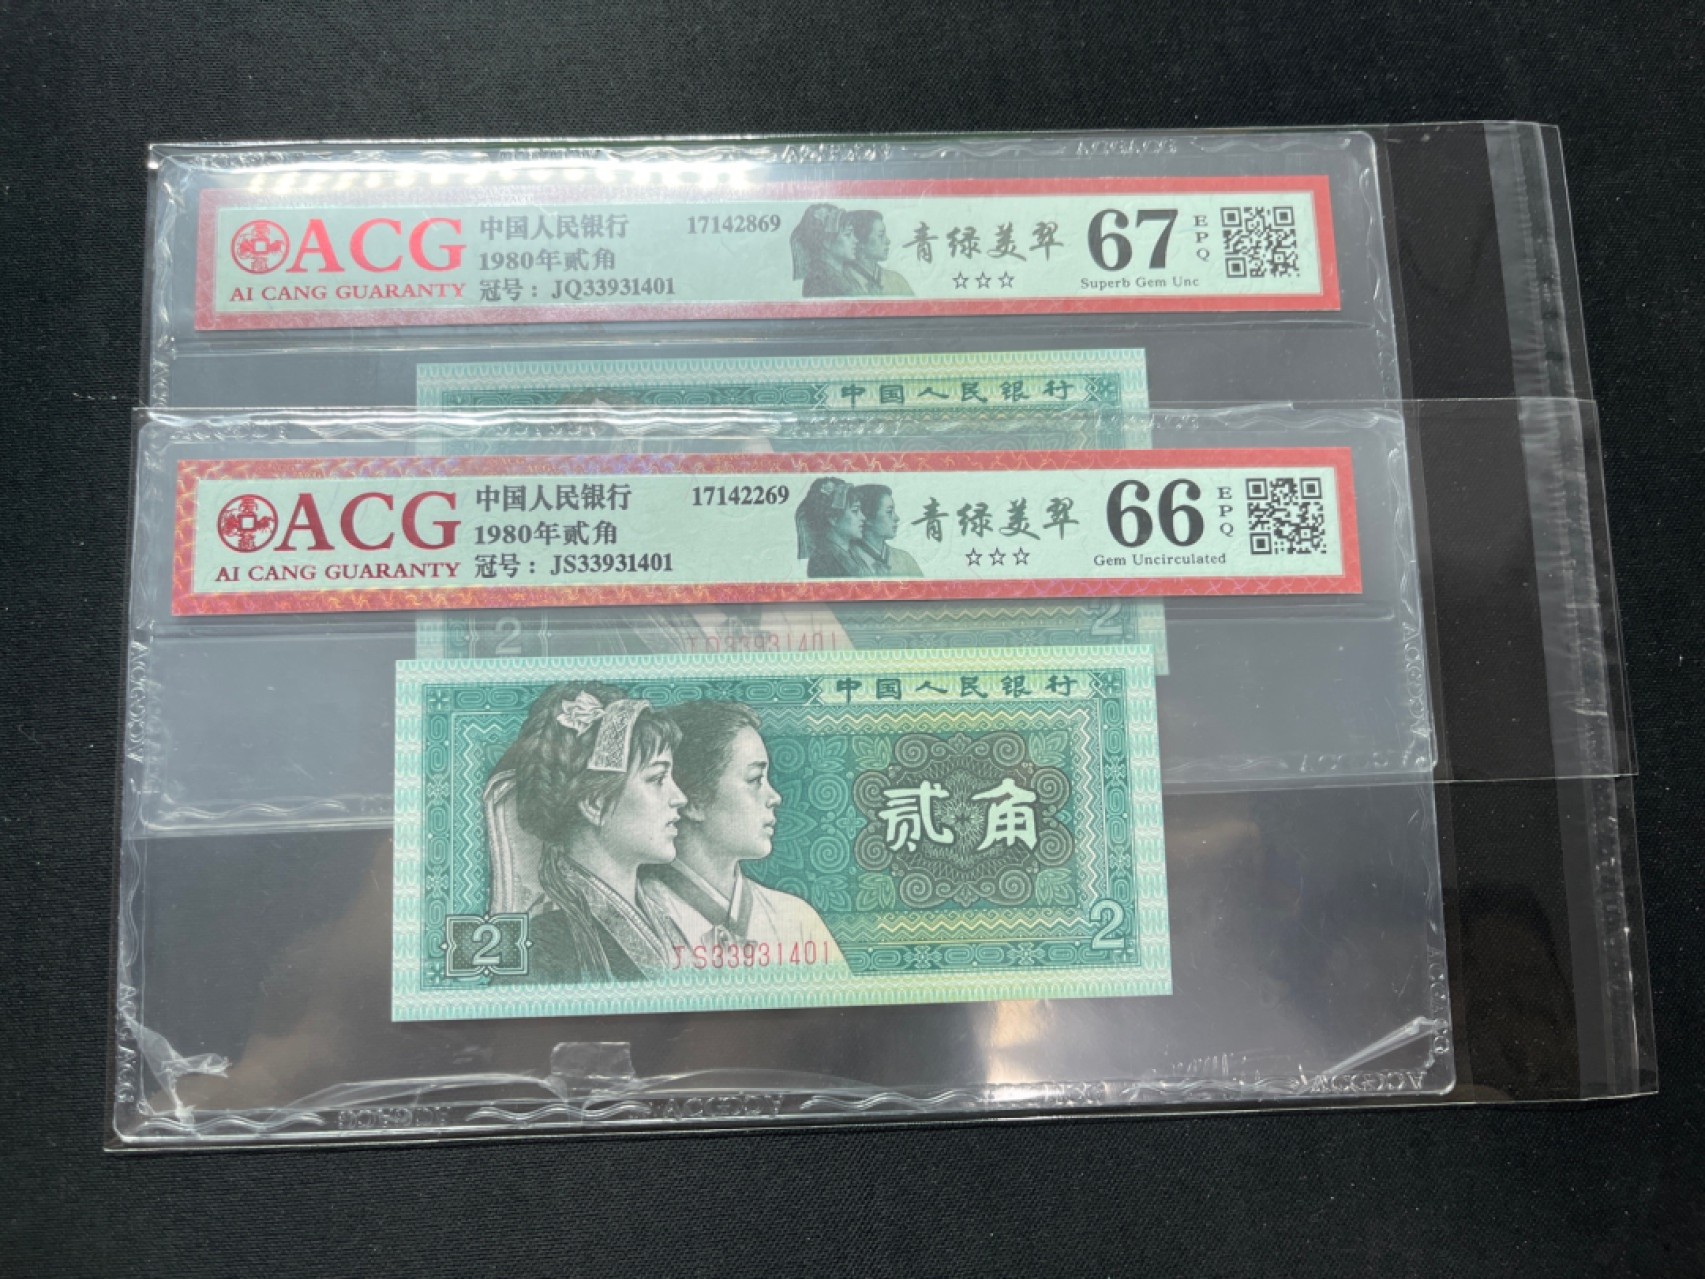 ACG
AI CANG GUARANTY
中国人民银行
1980年贰角
冠号：JQ33931401
17142869
青绿美翠
☆☆☆
67
EPQ
Superb Gem Unc
中国人民银行
ACG
AI CANG GUARANTY
中国人民银行
1980年贰角
冠号：JS33931401
17142269
青绿美翠
☆☆☆
66
EPQ
Gem Uncirculated
2
2
JQ33931401
中国人民银行
贰角
2
2
JS33931401